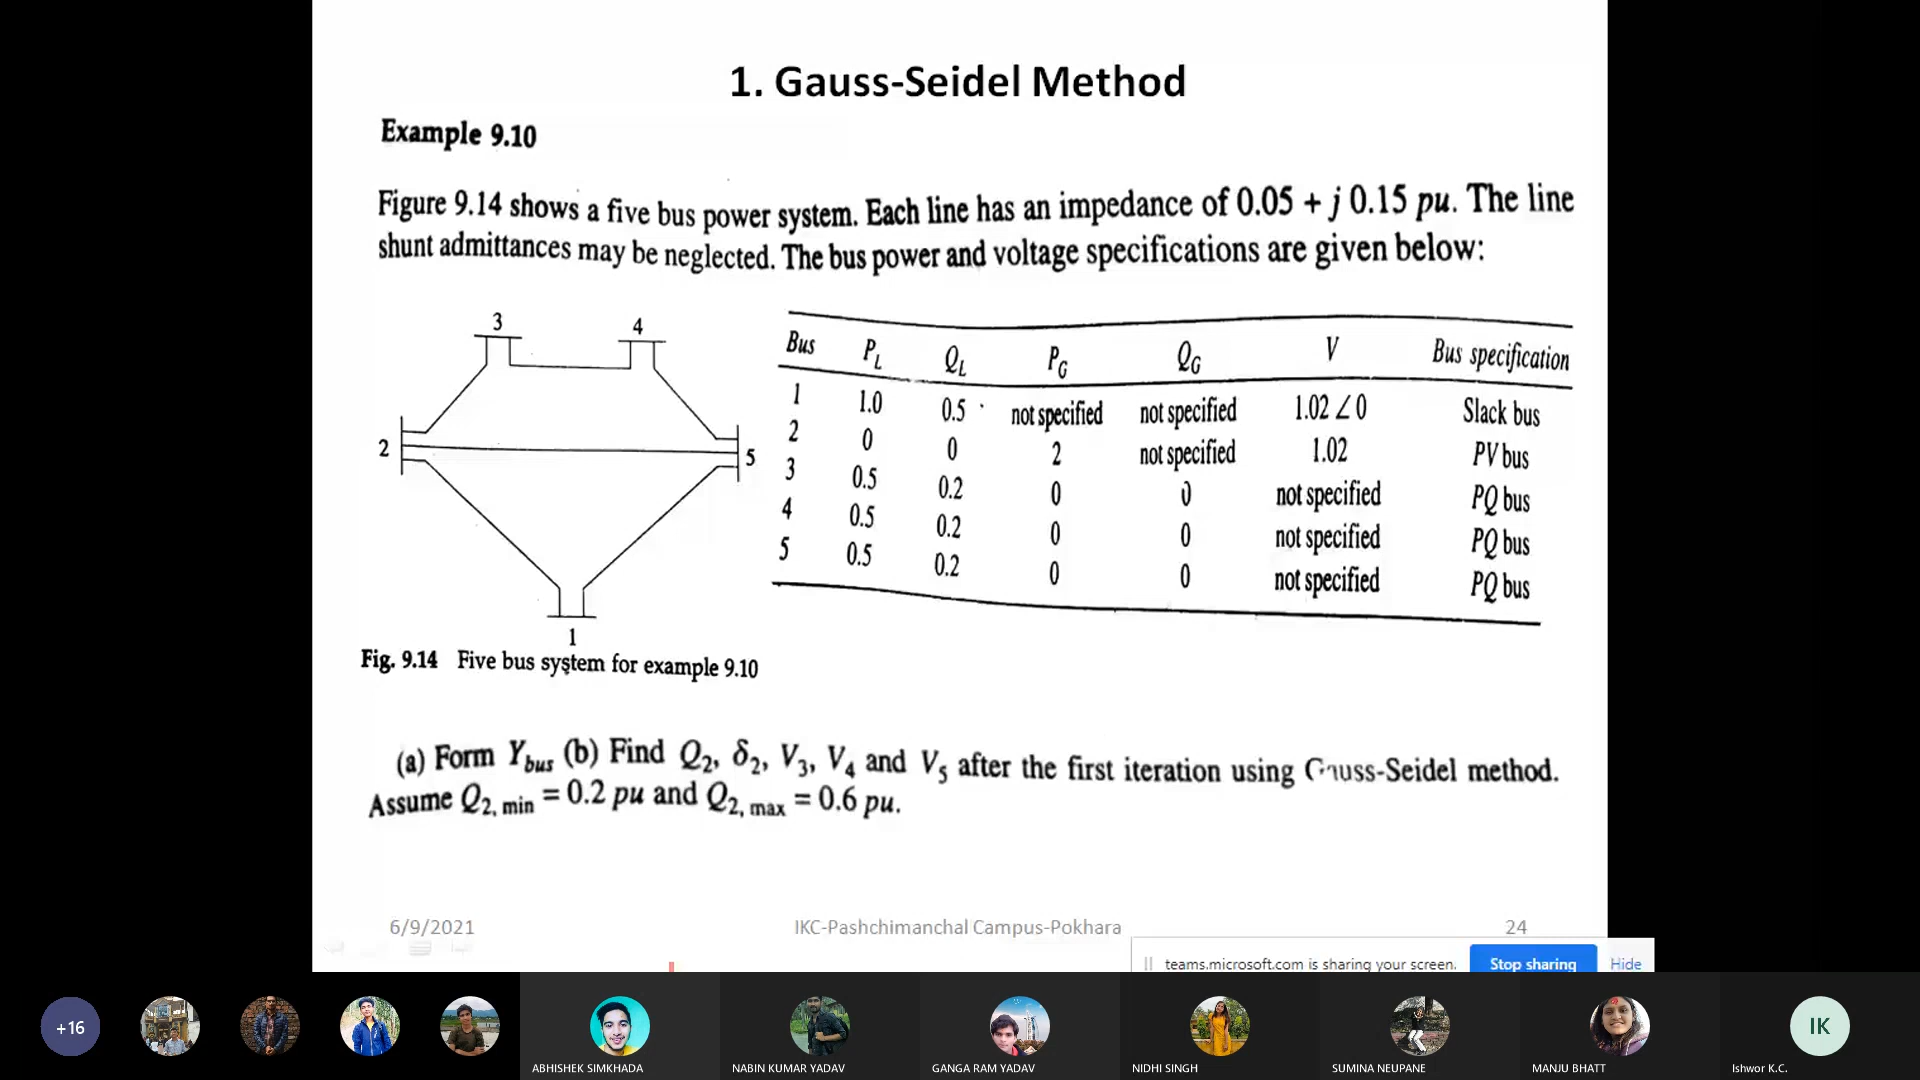 1. Gauss-Seidel Method
Example 9.10
Figure 9.14 shows a five bus power system. Each line has an impedance of 0.05 + j 0.15 pu. The line
shunt admittances may be neglected. The bus power and voltage specifications are given below:
3 4
2 5
1
Fig. 9.14 Five bus system for example 9.10
Bus P_L Q_L P_G Q_G V Bus specification
1 1.0 0.5 not specified not specified 1.02 ∠ 0 Slack bus
2 0 0 2 not specified 1.02 PV bus
3 0.5 0.2 0 0 not specified PQ bus
4 0.5 0.2 0 0 not specified PQ bus
5 0.5 0.2 0 0 not specified PQ bus
(a) Form Y_bus (b) Find Q_2, δ_2, V_3, V_4 and V_5 after the first iteration using Gauss-Seidel method.
Assume Q_2, min = 0.2 pu and Q_2, max = 0.6 pu.
6/9/2021 IKC-Pashchimanchal Campus-Pokhara 24
teams.microsoft.com is sharing your screen. Stop sharing Hide
+16
IK
ABHISHEK SIMKHADA NABIN KUMAR YADAV GANGA RAM YADAV NIDHI SINGH SUMINA NEUPANE MANJU BHATT Ishwor K.C.